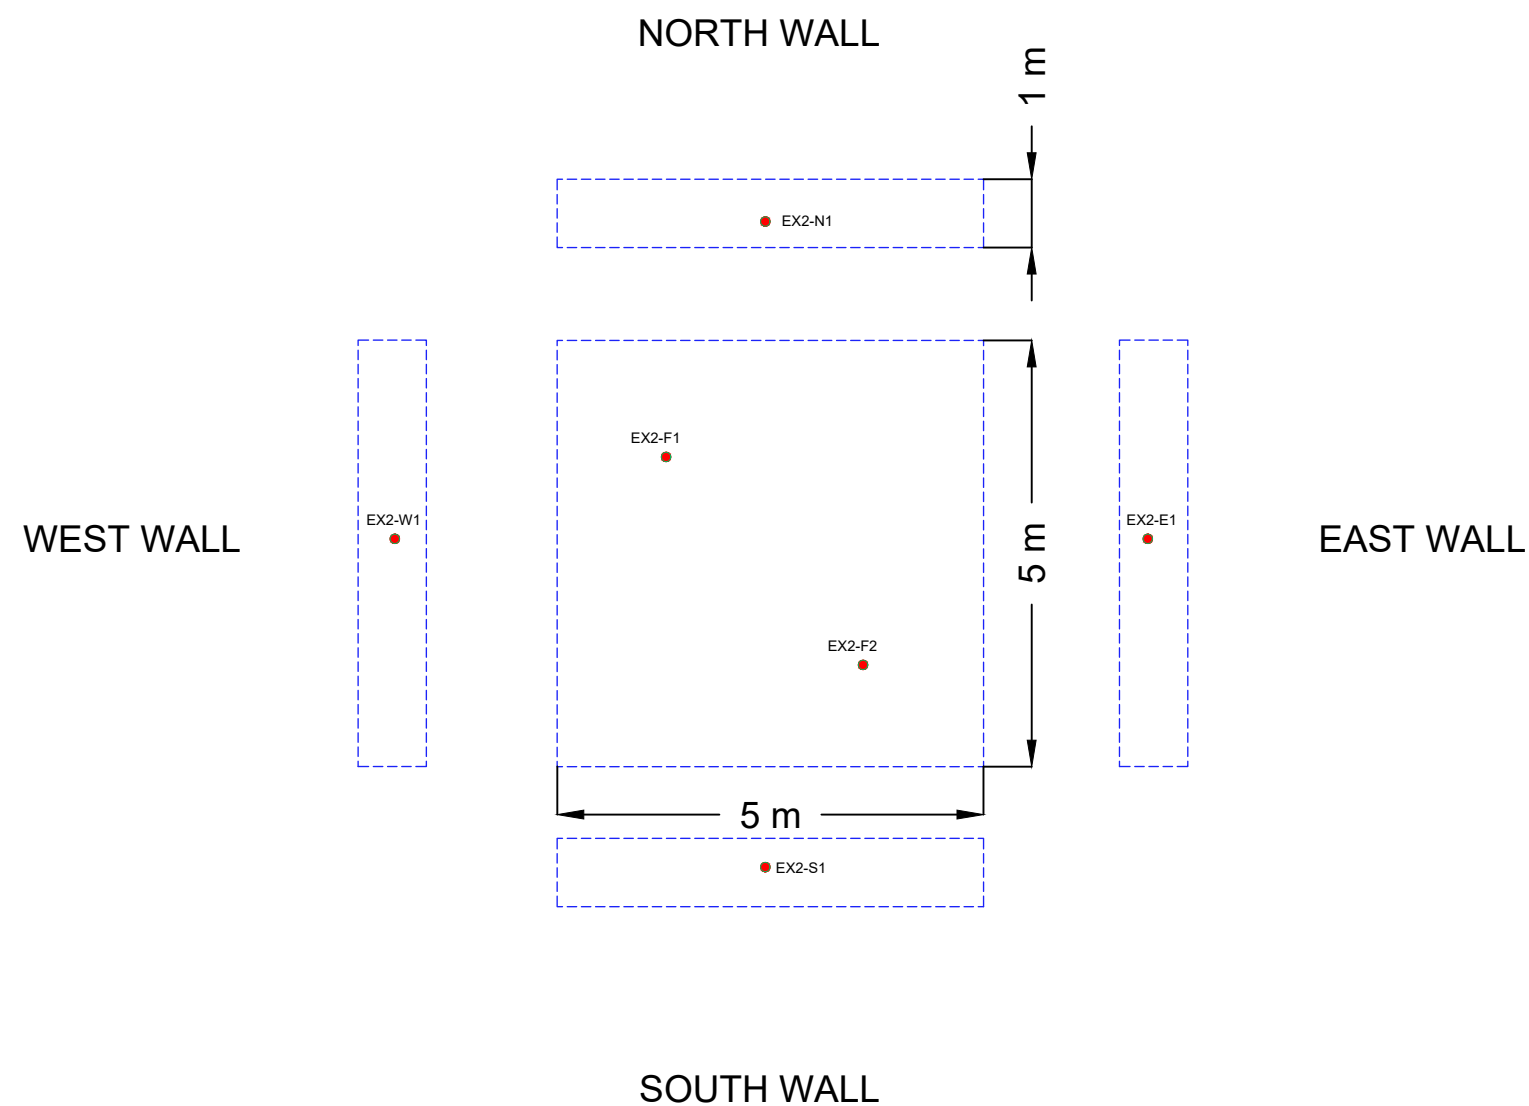 NORTH WALL
1 m
EX2-N1
EX2-F1
WEST WALL
EX2-W1
5 m
EX2-E1
EAST WALL
EX2-F2
5 m
EX2-S1
SOUTH WALL